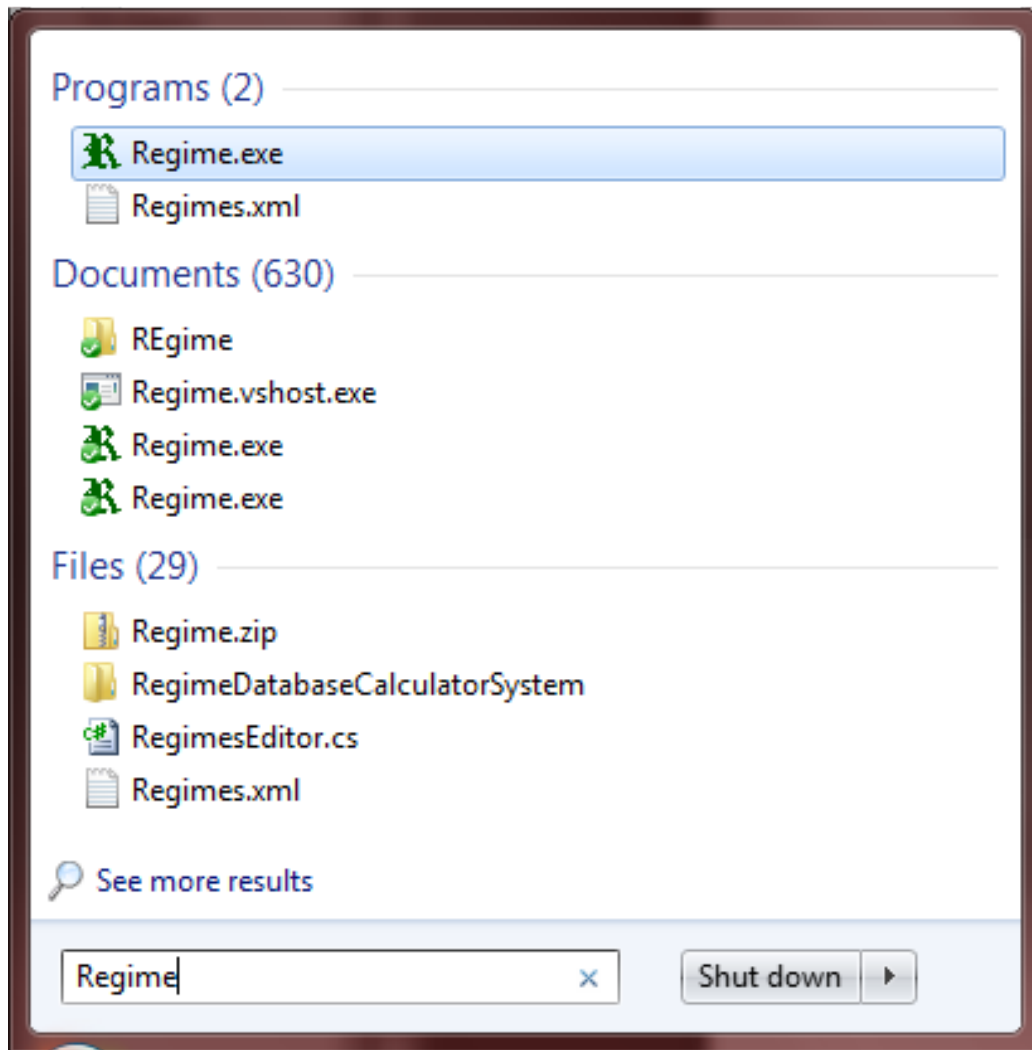 Programs (2)
Regime.exe
Regimes.xml
Documents (630)
REgime
Regime.vshost.exe
Regime.exe
Regime.exe
Files (29)
Regime.zip
RegimeDatabaseCalculatorSystem
RegimesEditor.cs
Regimes.xml
See more results
Regime
Shut down